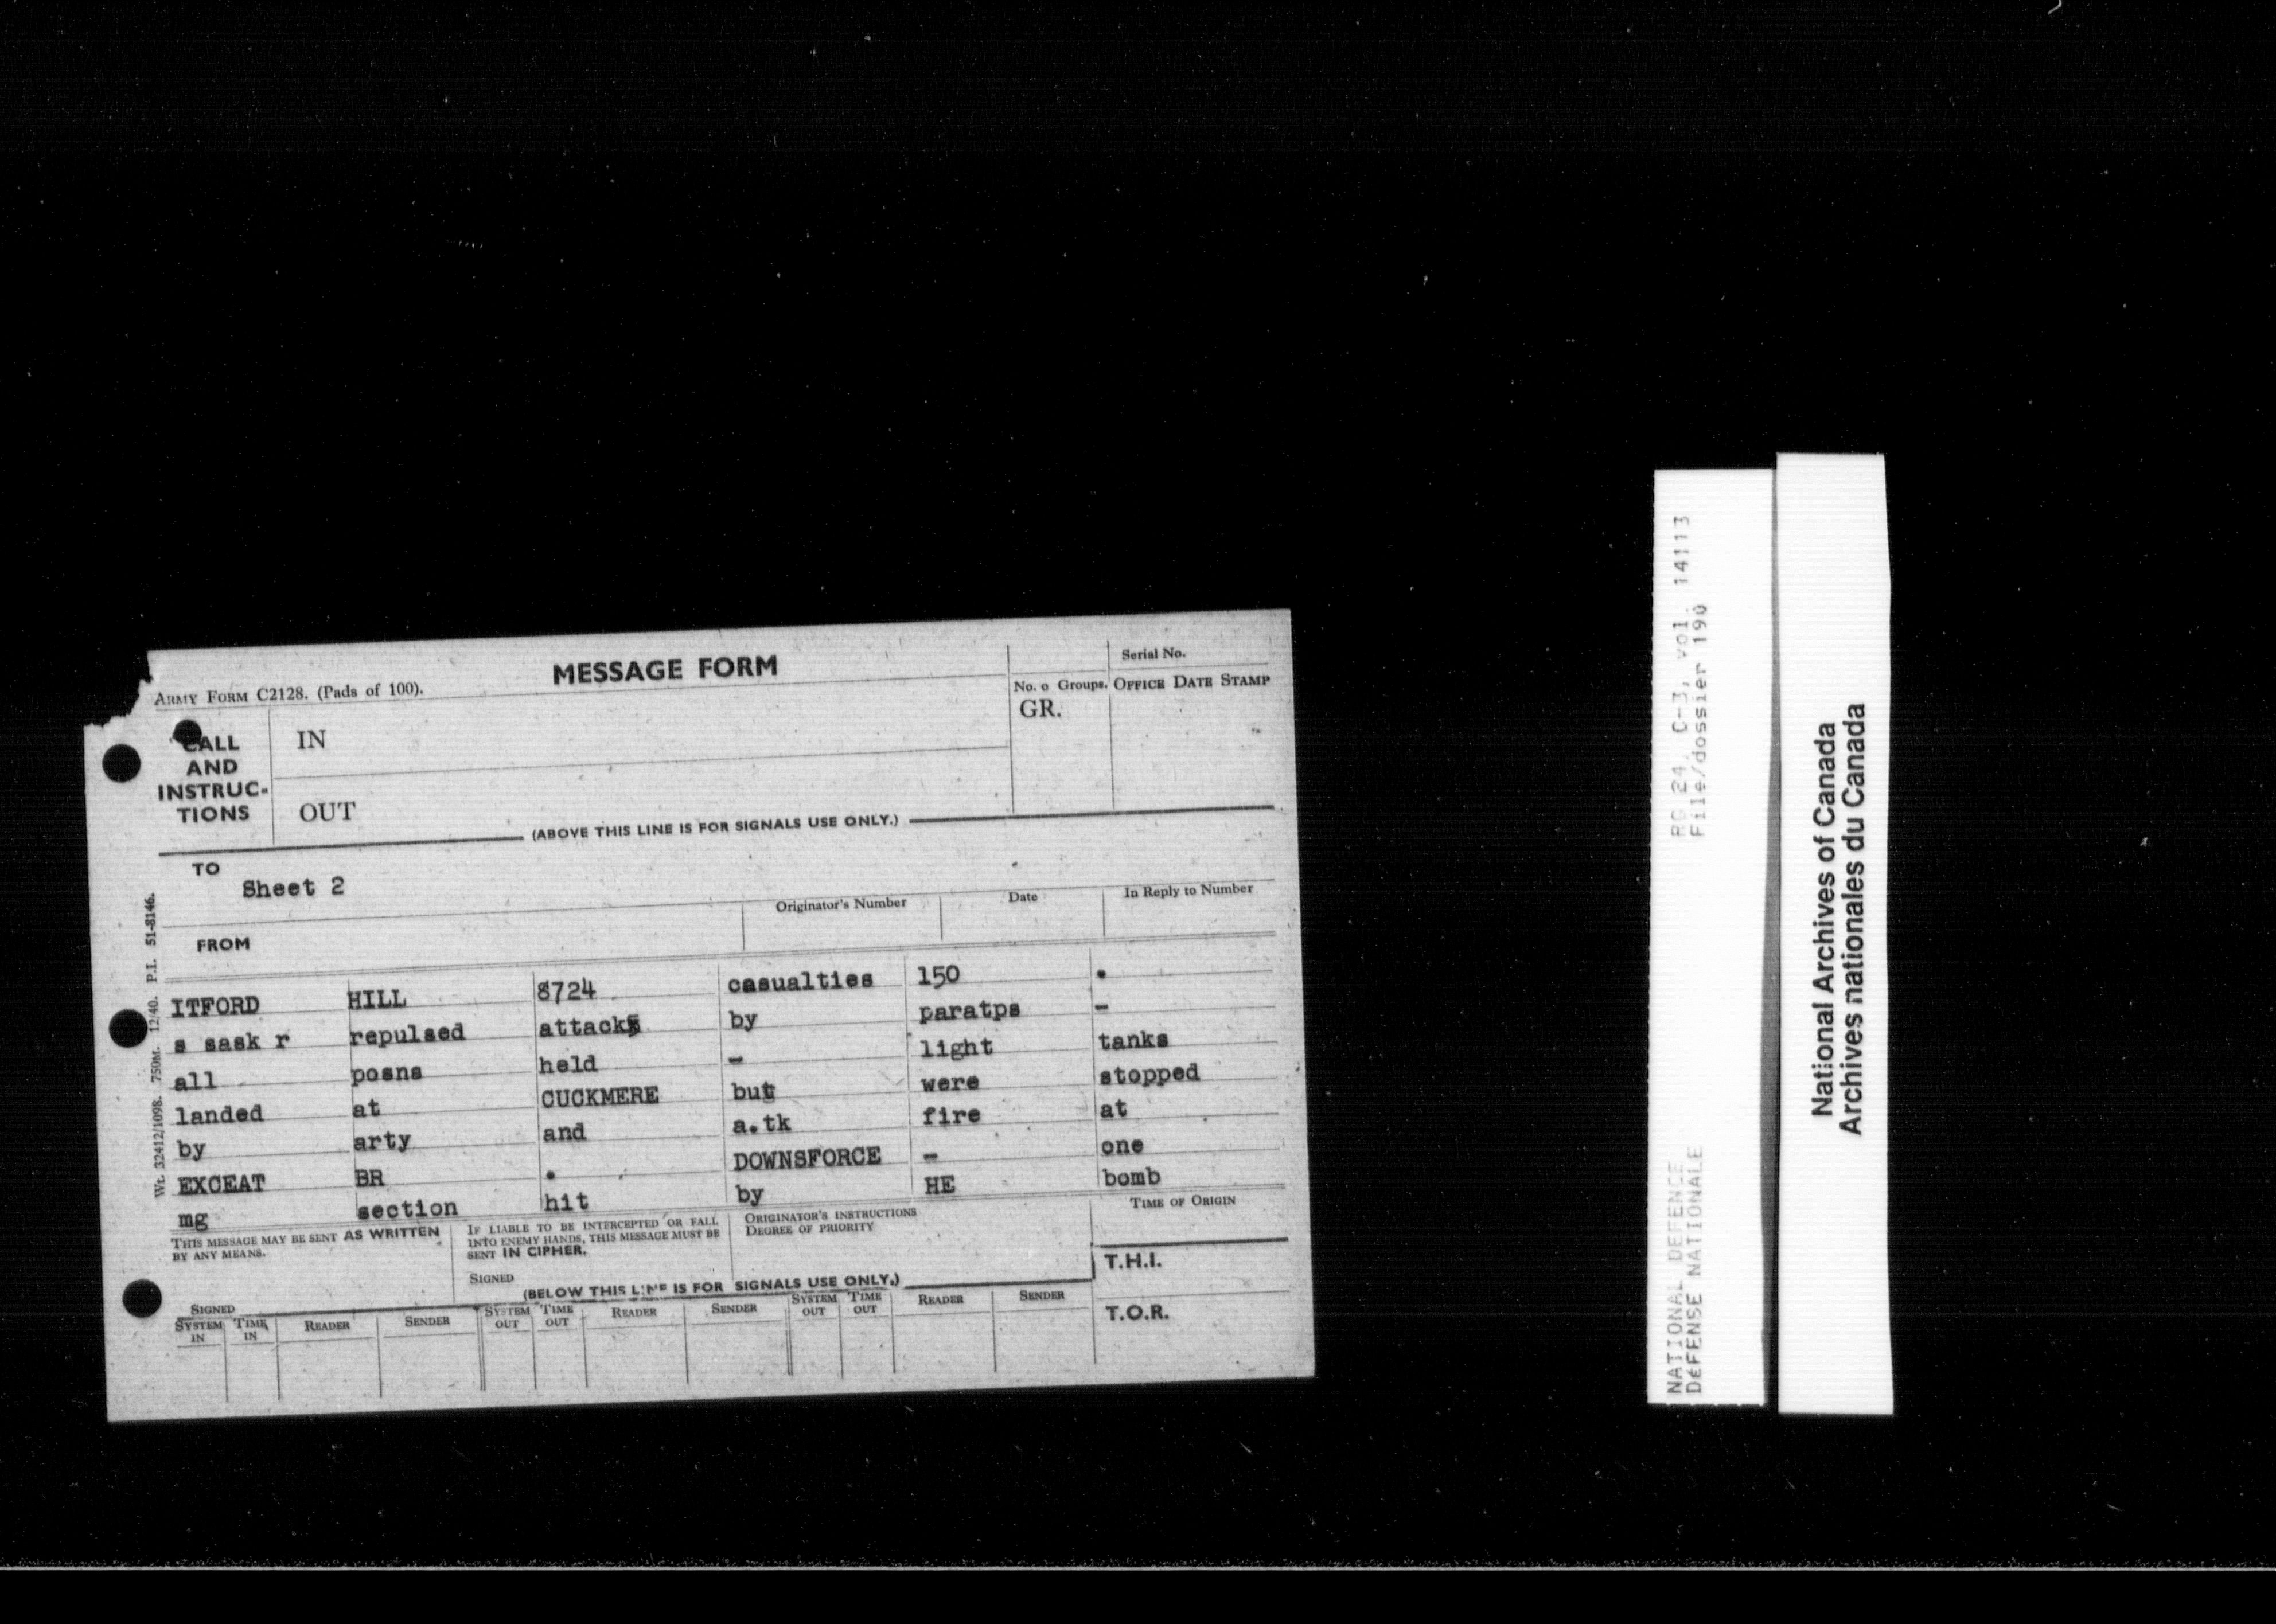 MESSAGE FORM
Serial No.
ARMY FORM C2128. (Pads of 100).
No. o Groups. OFFICE DATE STAMP
GR.
CALL
AND
INSTRUC-
TIONS
IN
OUT
(ABOVE THIS LINE IS FOR SIGNALS USE ONLY.)
TO
Sheet 2
Originator's Number Date In Reply to Number
FROM
ITFORD HILL 8724 casualties 150 .
s sask r repulsed attack by paratps -
all posns held - light tanks
landed at CUCKMERE but were stopped
by arty and a.tk fire at
EXCEAT BR . DOWNSFORCE - one
mg section hit by HE bomb
THIS MESSAGE MAY BE SENT AS WRITTEN
BY ANY MEANS.
SIGNED
IF LIABLE TO BE INTERCEPTED OR FALL
INTO ENEMY HANDS, THIS MESSAGE MUST BE
SENT IN CIPHER.
SIGNED
ORIGINATOR'S INSTRUCTIONS
DEGREE OF PRIORITY
TIME OF ORIGIN
T.H.I.
T.O.R.
(BELOW THIS LINE IS FOR SIGNALS USE ONLY.)
SYSTEM IN TIME IN READER SENDER SYSTEM OUT TIME OUT READER SENDER SYSTEM OUT TIME OUT READER SENDER
Wt. 32412/1098. 750M. 12/40. P.I. 51-8146.
NATIONAL DEFENCE RG 24, C-3, vol. 14113
DéFENSE NATIONALE File/dossier 190
National Archives of Canada
Archives nationales du Canada